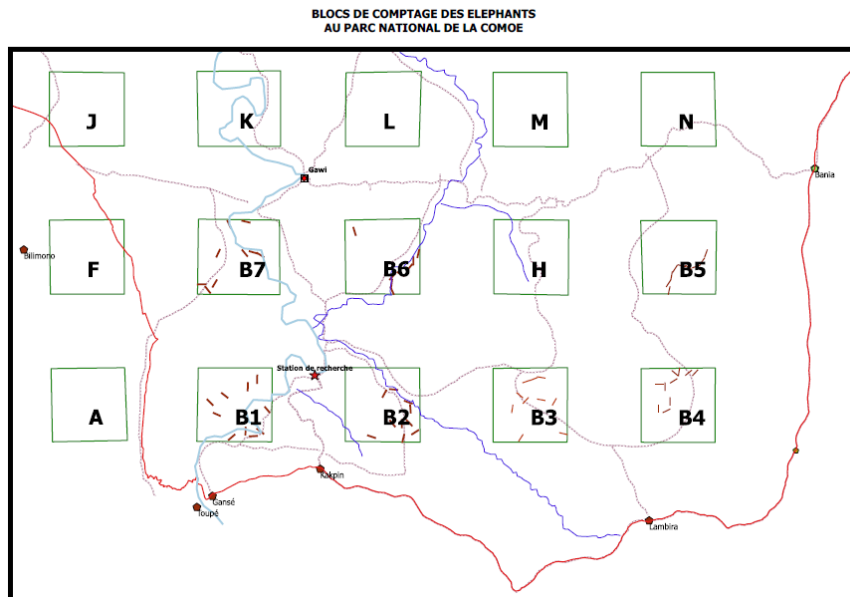 BLOCS DE COMPTAGE DES ELEPHANTS
AU PARC NATIONAL DE LA COMOE
J
K
L
M
N
Gawi
Bania
Bilimono
F
B7
B6
H
B5
Station de recherche
A
B1
B2
B3
B4
Kakpin
Gansé
Toupé
Lambira